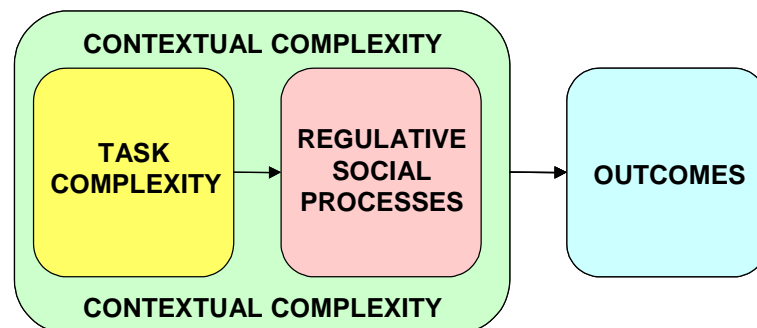 CONTEXTUAL COMPLEXITY
TASK
COMPLEXITY
REGULATIVE
SOCIAL
PROCESSES
OUTCOMES
CONTEXTUAL COMPLEXITY